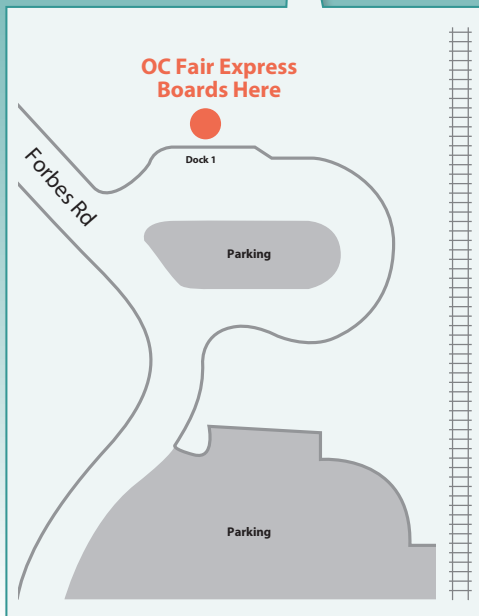 OC Fair Express
Boards Here
Dock 1
Forbes Rd
Parking
Parking